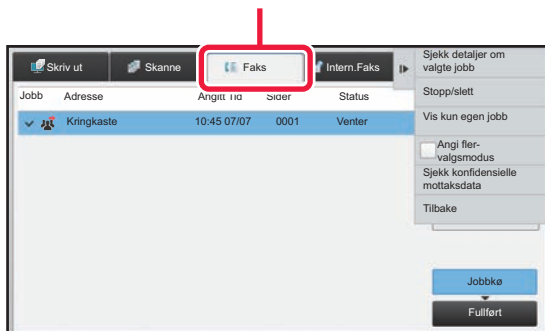 Skriv ut
Skanne
Faks
Intern.Faks
Jobb Adresse Angitt Tid Sider Status
Kringkaste 10:45 07/07 0001 Venter
Sjekk detaljer om
valgte jobb
Stopp/slett
Vis kun egen jobb
Angi fler-
valgsmodus
Sjekk konfidensielle
mottaksdata
Tilbake
Jobbkø
Fullført